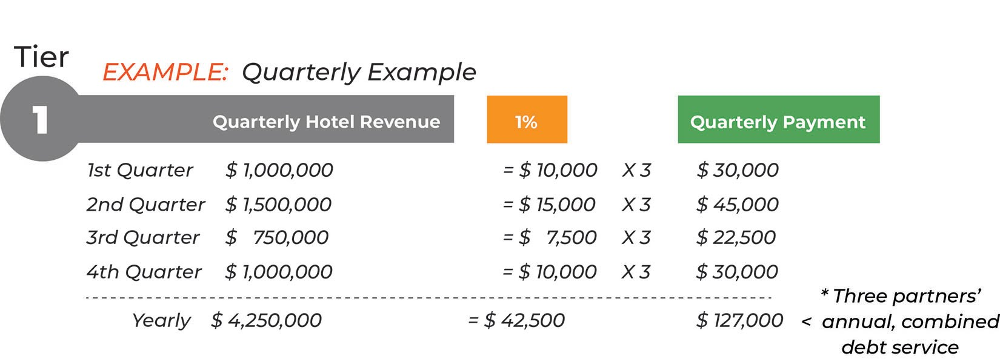 Tier
EXAMPLE: Quarterly Example
1 Quarterly Hotel Revenue 1% Quarterly Payment
1st Quarter $ 1,000,000 = $ 10,000 X 3 $ 30,000
2nd Quarter $ 1,500,000 = $ 15,000 X 3 $ 45,000
3rd Quarter $ 750,000 = $ 7,500 X 3 $ 22,500
4th Quarter $ 1,000,000 = $ 10,000 X 3 $ 30,000
Yearly $ 4,250,000 = $ 42,500 $ 127,000
* Three partners’
< annual, combined
debt service